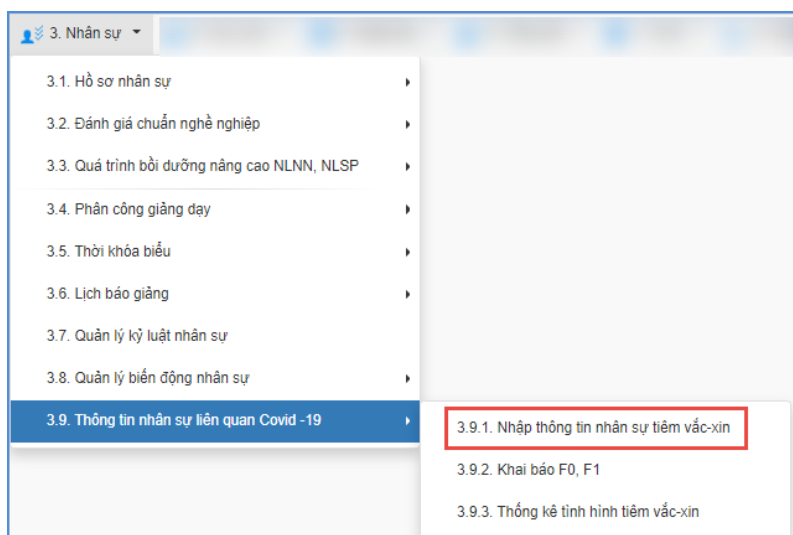 3. Nhân sự
3.1. Hồ sơ nhân sự
3.2. Đánh giá chuẩn nghề nghiệp
3.3. Quá trình bồi dưỡng nâng cao NLNN, NLSP
3.4. Phân công giảng dạy
3.5. Thời khóa biểu
3.6. Lịch báo giảng
3.7. Quản lý kỷ luật nhân sự
3.8. Quản lý biến động nhân sự
3.9. Thông tin nhân sự liên quan Covid -19
3.9.1. Nhập thông tin nhân sự tiêm vắc-xin
3.9.2. Khai báo F0, F1
3.9.3. Thống kê tình hình tiêm vắc-xin